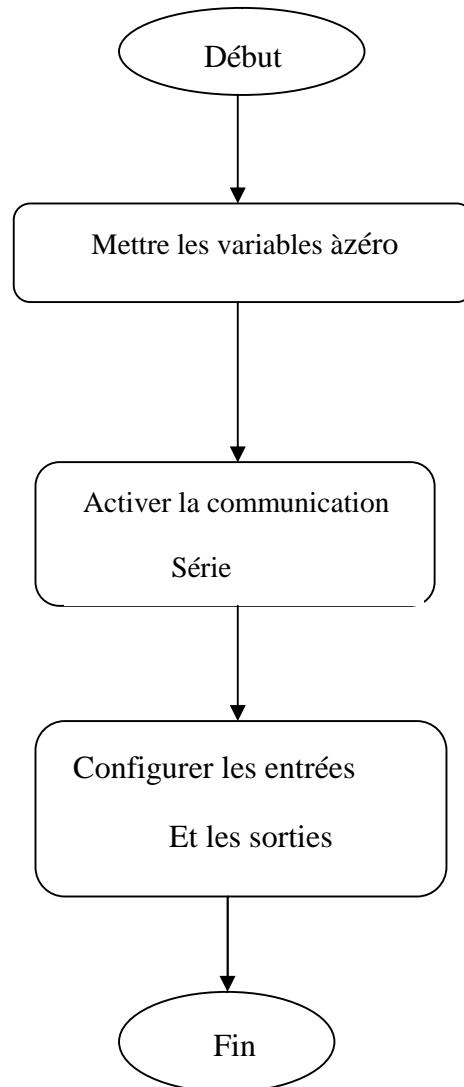 Début
Mettre les variables àzéro
Activer la communication
Série
Configurer les entrées
Et les sorties
Fin